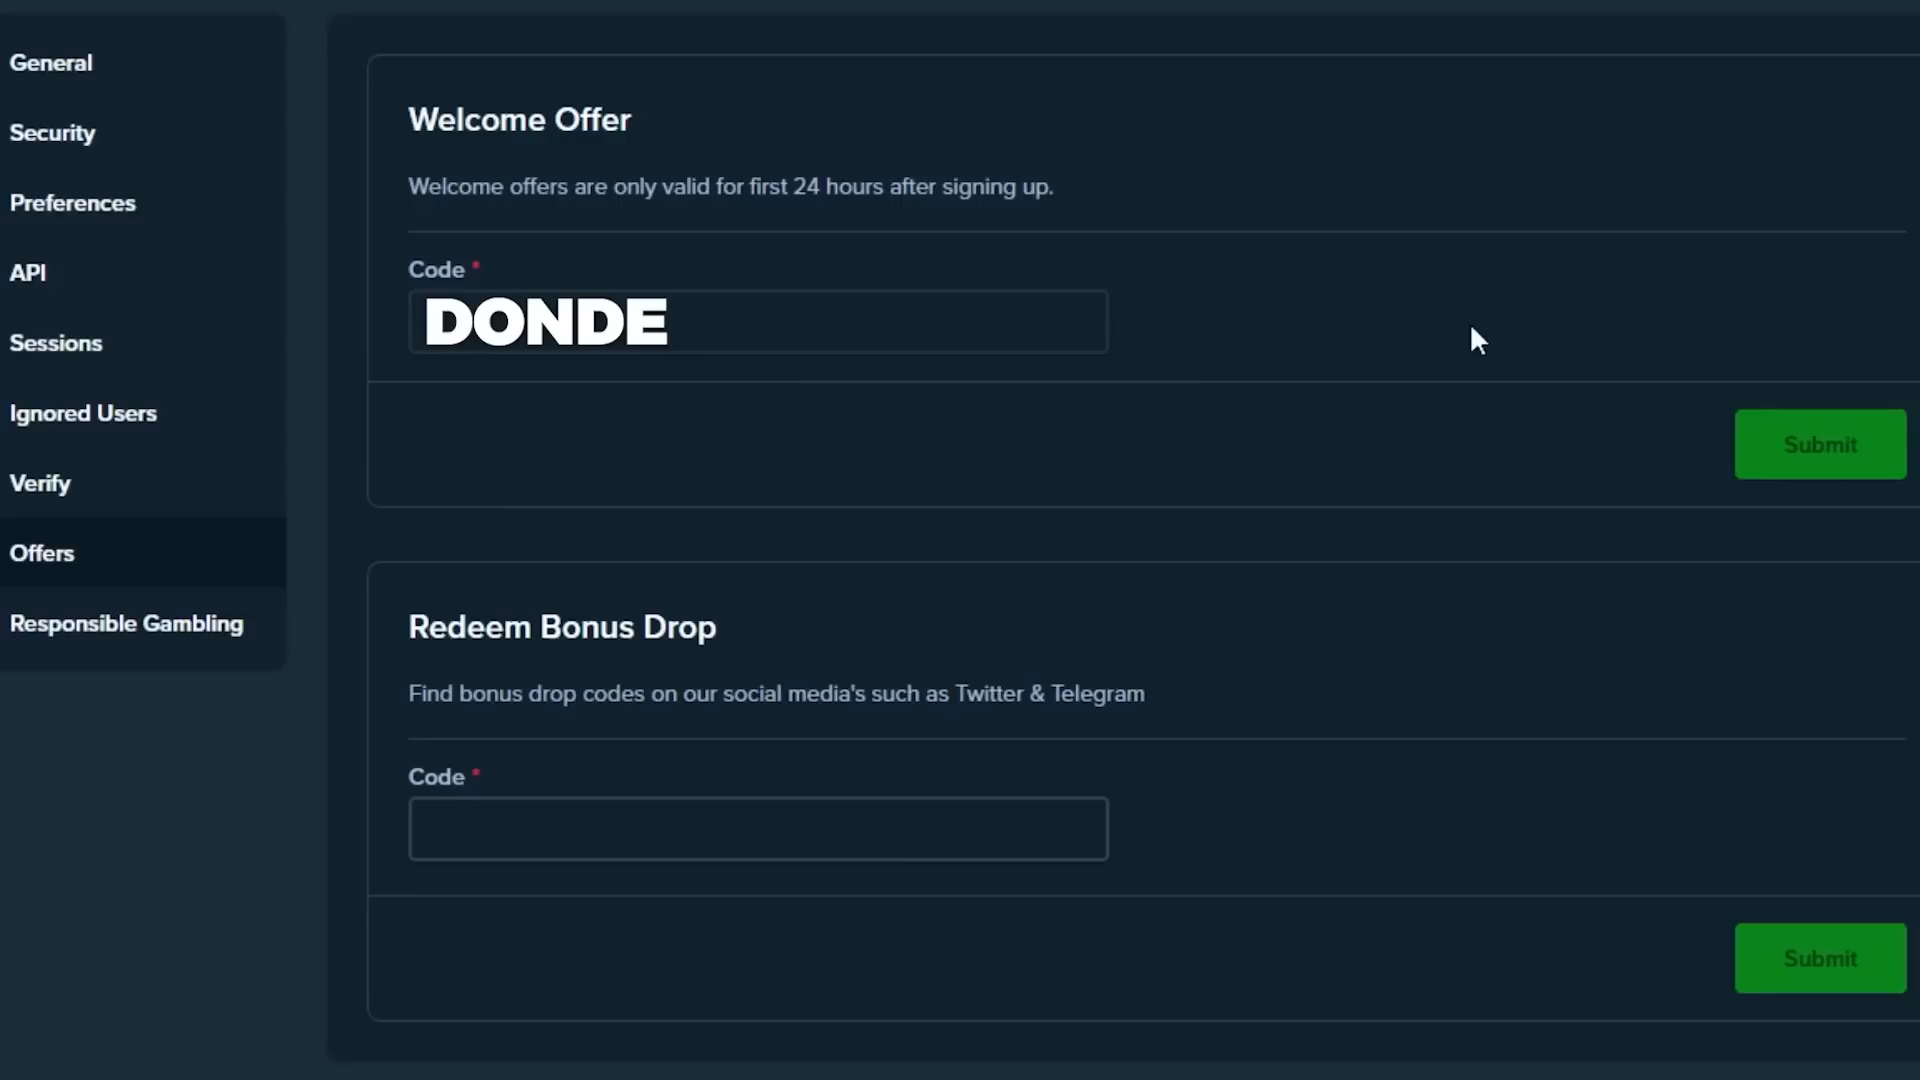 General
Security
Preferences
API
Sessions
Ignored Users
Verify
Offers
Responsible Gambling
Welcome Offer
Welcome offers are only valid for first 24 hours after signing up.
Code *
DONDE
Submit
Redeem Bonus Drop
Find bonus drop codes on our social media's such as Twitter & Telegram
Code *
Submit